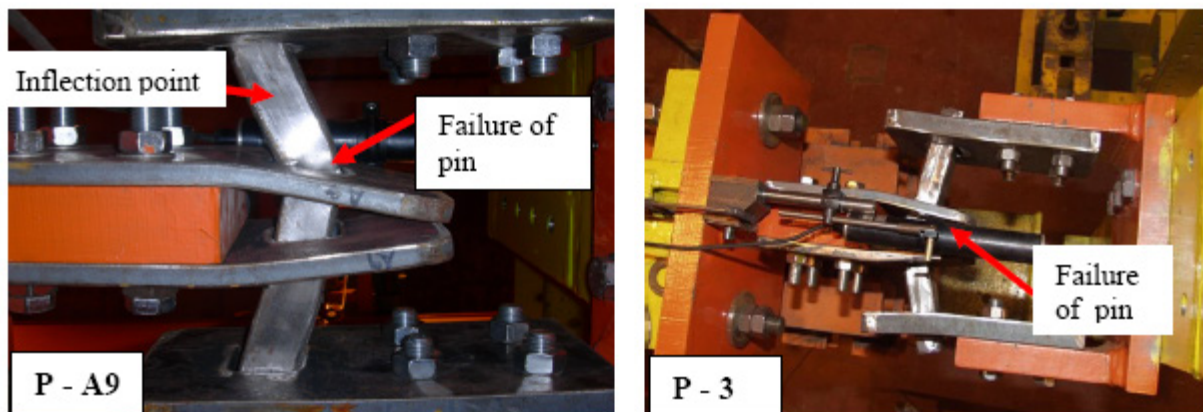 Inflection point
Failure of
pin
P - A9
Failure
of pin
P - 3